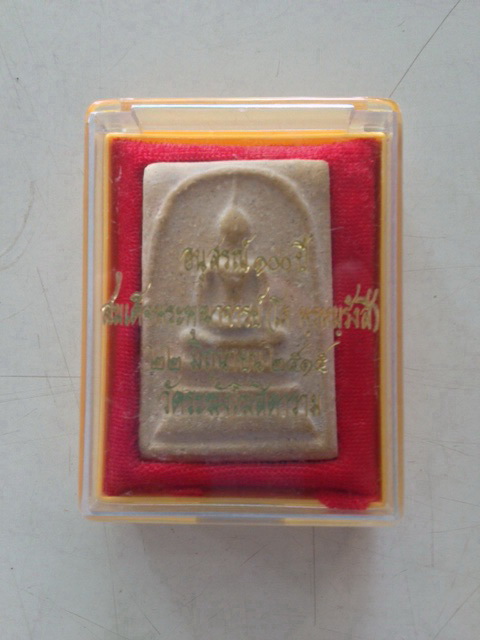 อนุสรณ์ ๑๐๐ ปี
สมเด็จพระพุฒาจารย์ (โต พรหมรังสี)
๒๒ มิถุนายน ๒๕๑๕
วัดระฆังโฆสิตาราม